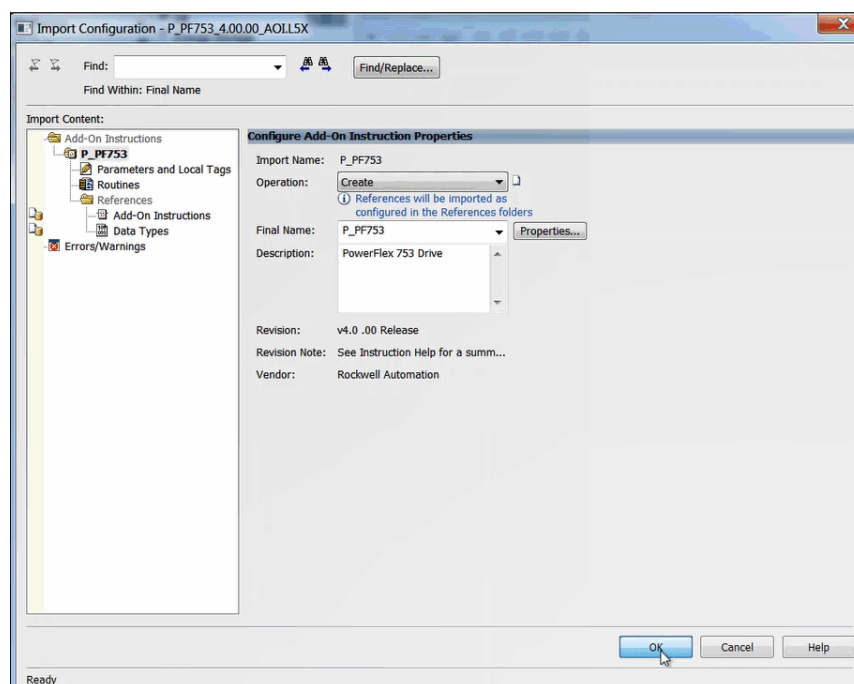 Import Configuration - P_PF753_4.00.00_AOI.L5X
Find:
Find/Replace...
Find Within: Final Name
Import Content:
Add-On Instructions
P_PF753
Parameters and Local Tags
Routines
References
Add-On Instructions
Data Types
Errors/Warnings
Configure Add-On Instruction Properties
Import Name: P_PF753
Operation: Create
References will be imported as
configured in the References folders
Final Name: P_PF753 Properties...
Description: PowerFlex 753 Drive
Revision: v4.0 .00 Release
Revision Note: See Instruction Help for a summ...
Vendor: Rockwell Automation
OK Cancel Help
Ready